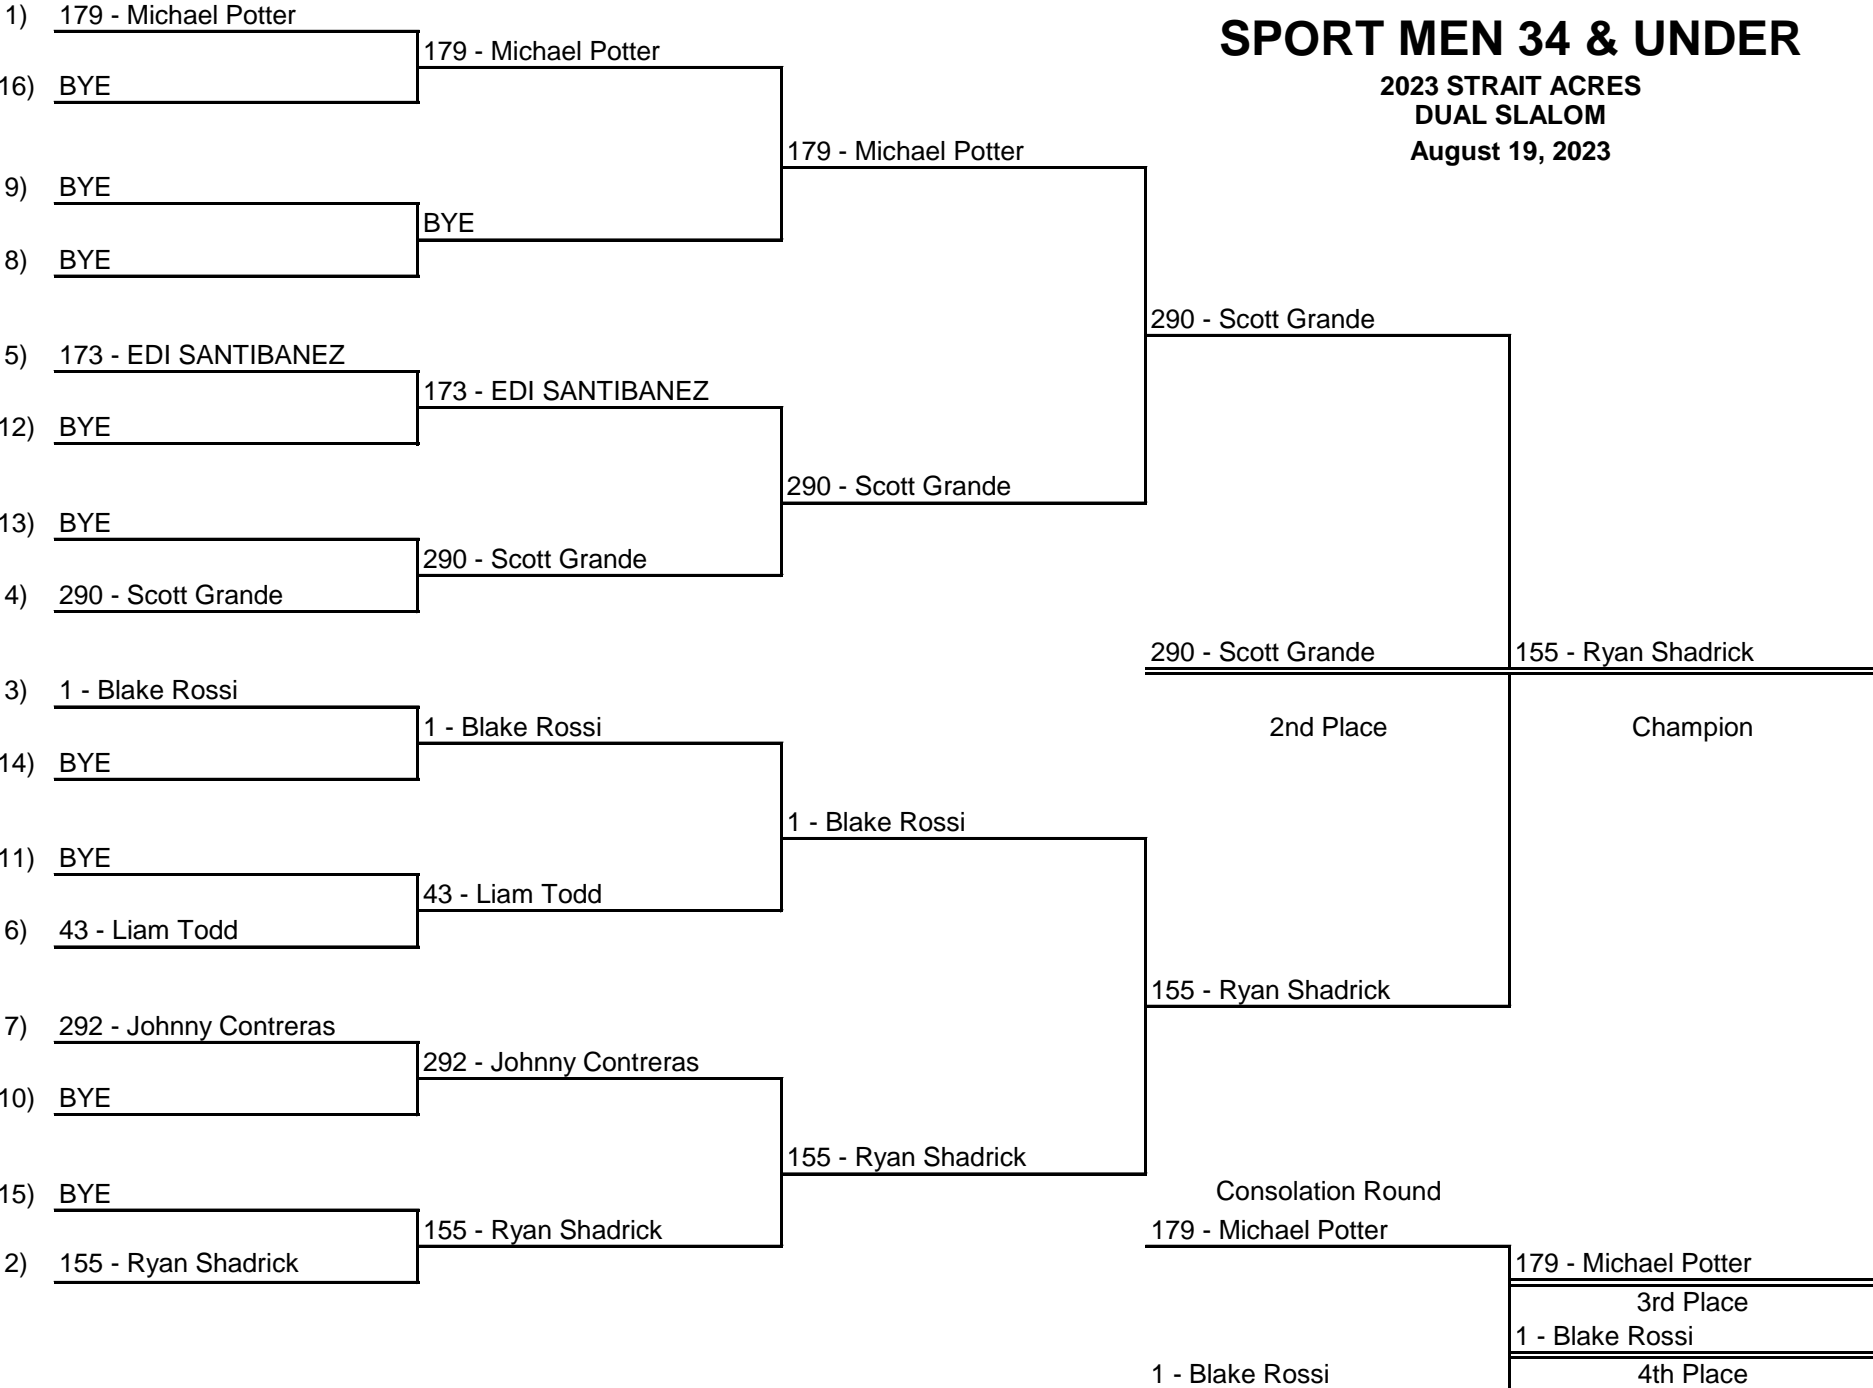 SPORT MEN 34 & UNDER
2023 STRAIT ACRES
DUAL SLALOM
August 19, 2023
1) 179 - Michael Potter
16) BYE
9) BYE
8) BYE
5) 173 - EDI SANTIBANEZ
12) BYE
13) BYE
4) 290 - Scott Grande
3) 1 - Blake Rossi
14) BYE
11) BYE
6) 43 - Liam Todd
7) 292 - Johnny Contreras
10) BYE
15) BYE
2) 155 - Ryan Shadrick
179 - Michael Potter
BYE
173 - EDI SANTIBANEZ
290 - Scott Grande
1 - Blake Rossi
43 - Liam Todd
292 - Johnny Contreras
155 - Ryan Shadrick
179 - Michael Potter
290 - Scott Grande
1 - Blake Rossi
155 - Ryan Shadrick
290 - Scott Grande
155 - Ryan Shadrick
290 - Scott Grande
2nd Place
155 - Ryan Shadrick
Champion
Consolation Round
179 - Michael Potter
1 - Blake Rossi
179 - Michael Potter
3rd Place
1 - Blake Rossi
4th Place